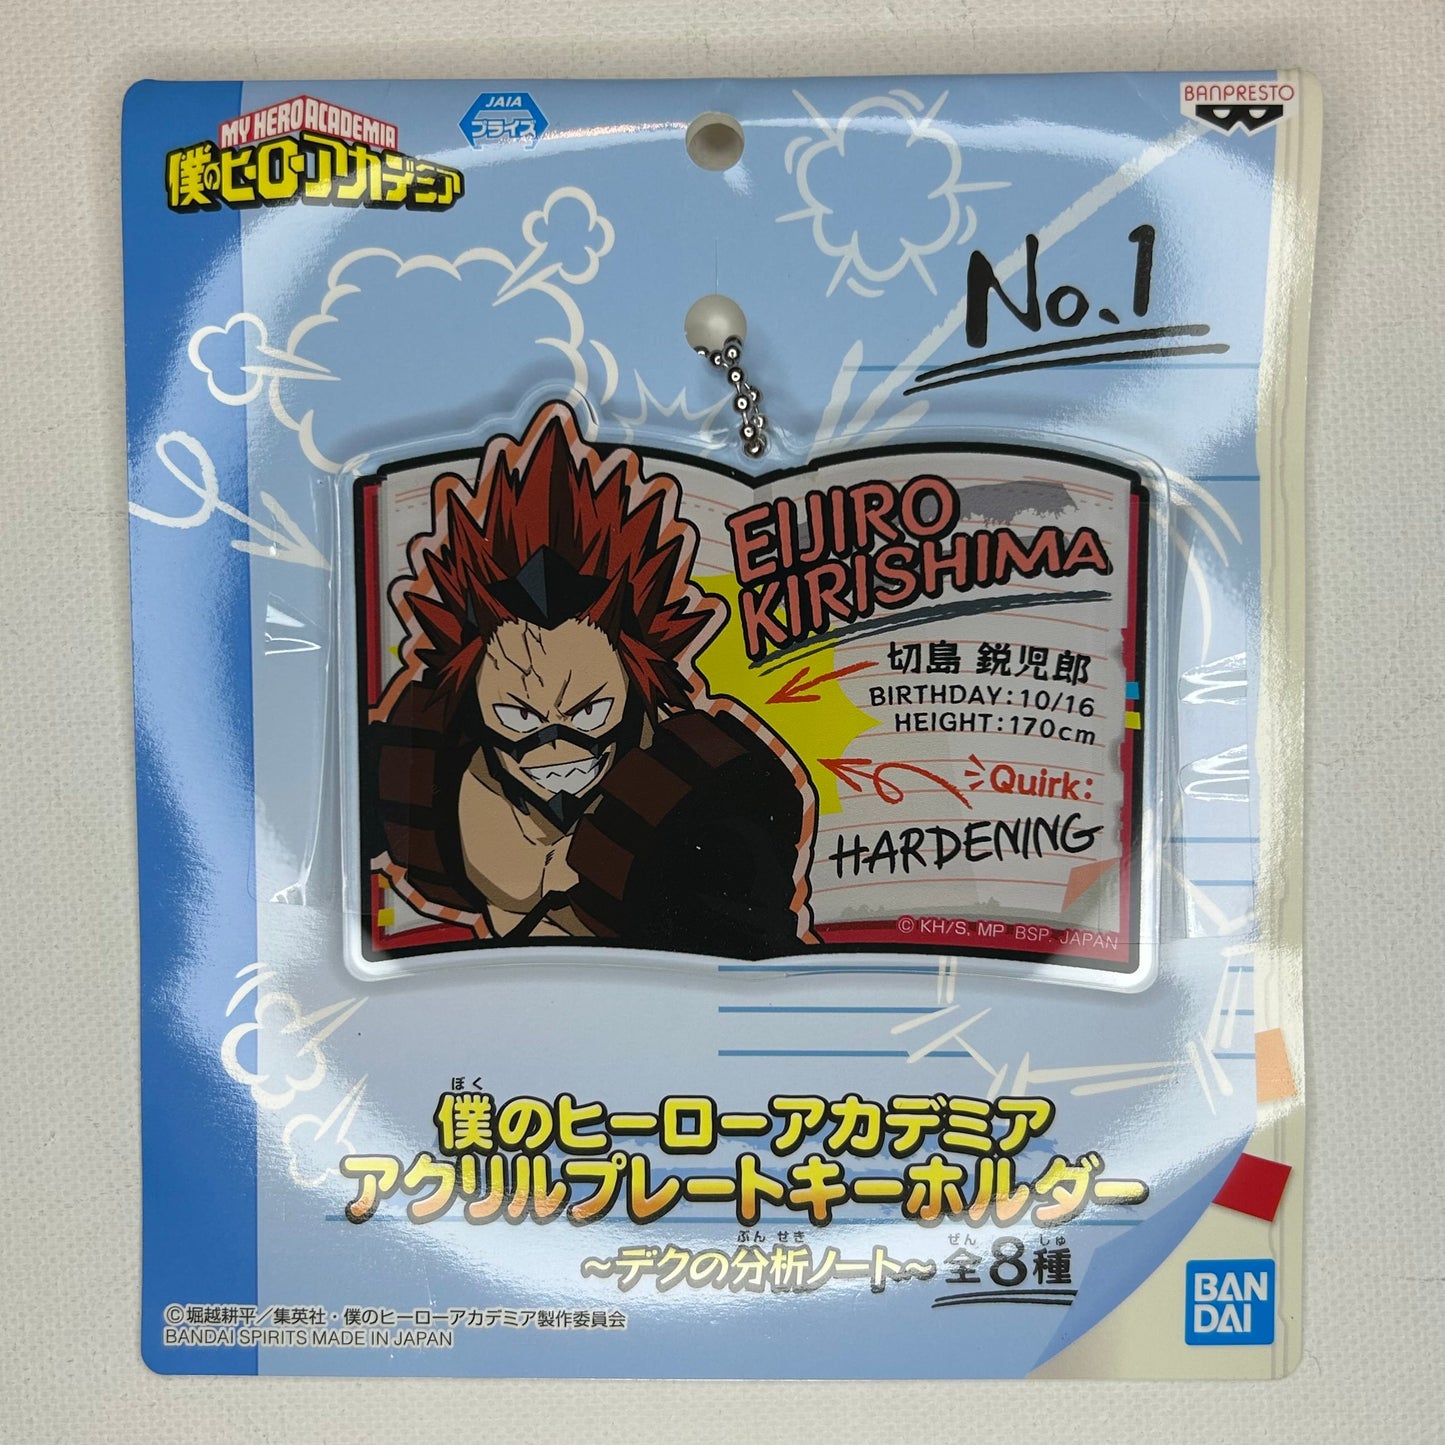 MY HERO ACADEMIA
僕のヒーローアカデミア
JAIA
プライズ
BANPRESTO
No.1
EIJIRO
KIRISHIMA
切島 鋭児郎
BIRTHDAY:10/16
HEIGHT:170cm
Quirk:
HARDENING
© KH/S, MP BSP. JAPAN
ぼく
僕のヒーローアカデミア
アクリルプレートキーホルダー
ぶん せき
ぜん しゅ
～デクの分析ノート～ 全8種
©堀越耕平／集英社・僕のヒーローアカデミア製作委員会
BANDAI SPIRITS MADE IN JAPAN
BAN
DAI